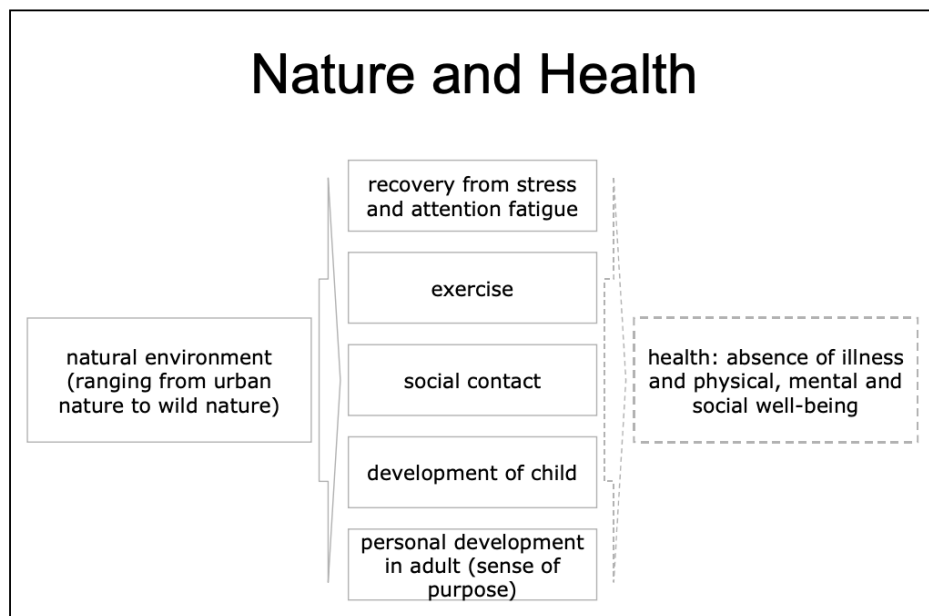 Nature and Health
natural environment
(ranging from urban
nature to wild nature)
recovery from stress
and attention fatigue
exercise
social contact
development of child
personal development
in adult (sense of
purpose)
health: absence of illness
and physical, mental and
social well-being